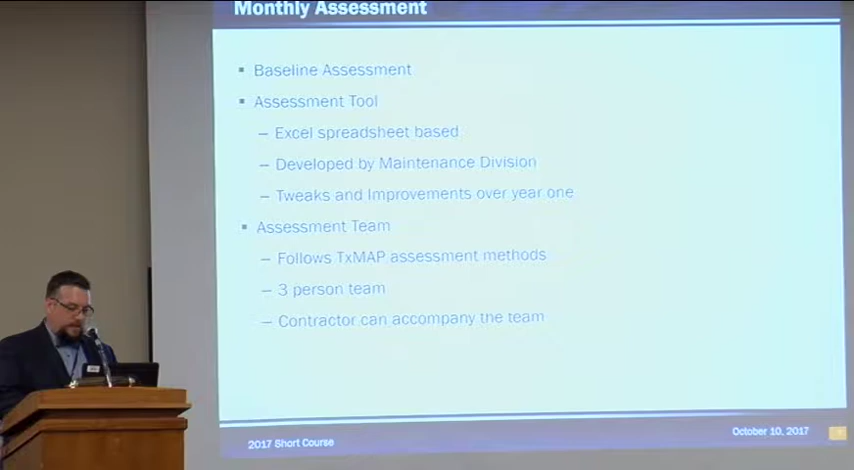 Monthly Assessment
▪ Baseline Assessment
▪ Assessment Tool
– Excel spreadsheet based
– Developed by Maintenance Division
– Tweaks and Improvements over year one
▪ Assessment Team
– Follows TxMAP assessment methods
– 3 person team
– Contractor can accompany the team
2017 Short Course
October 10, 2017